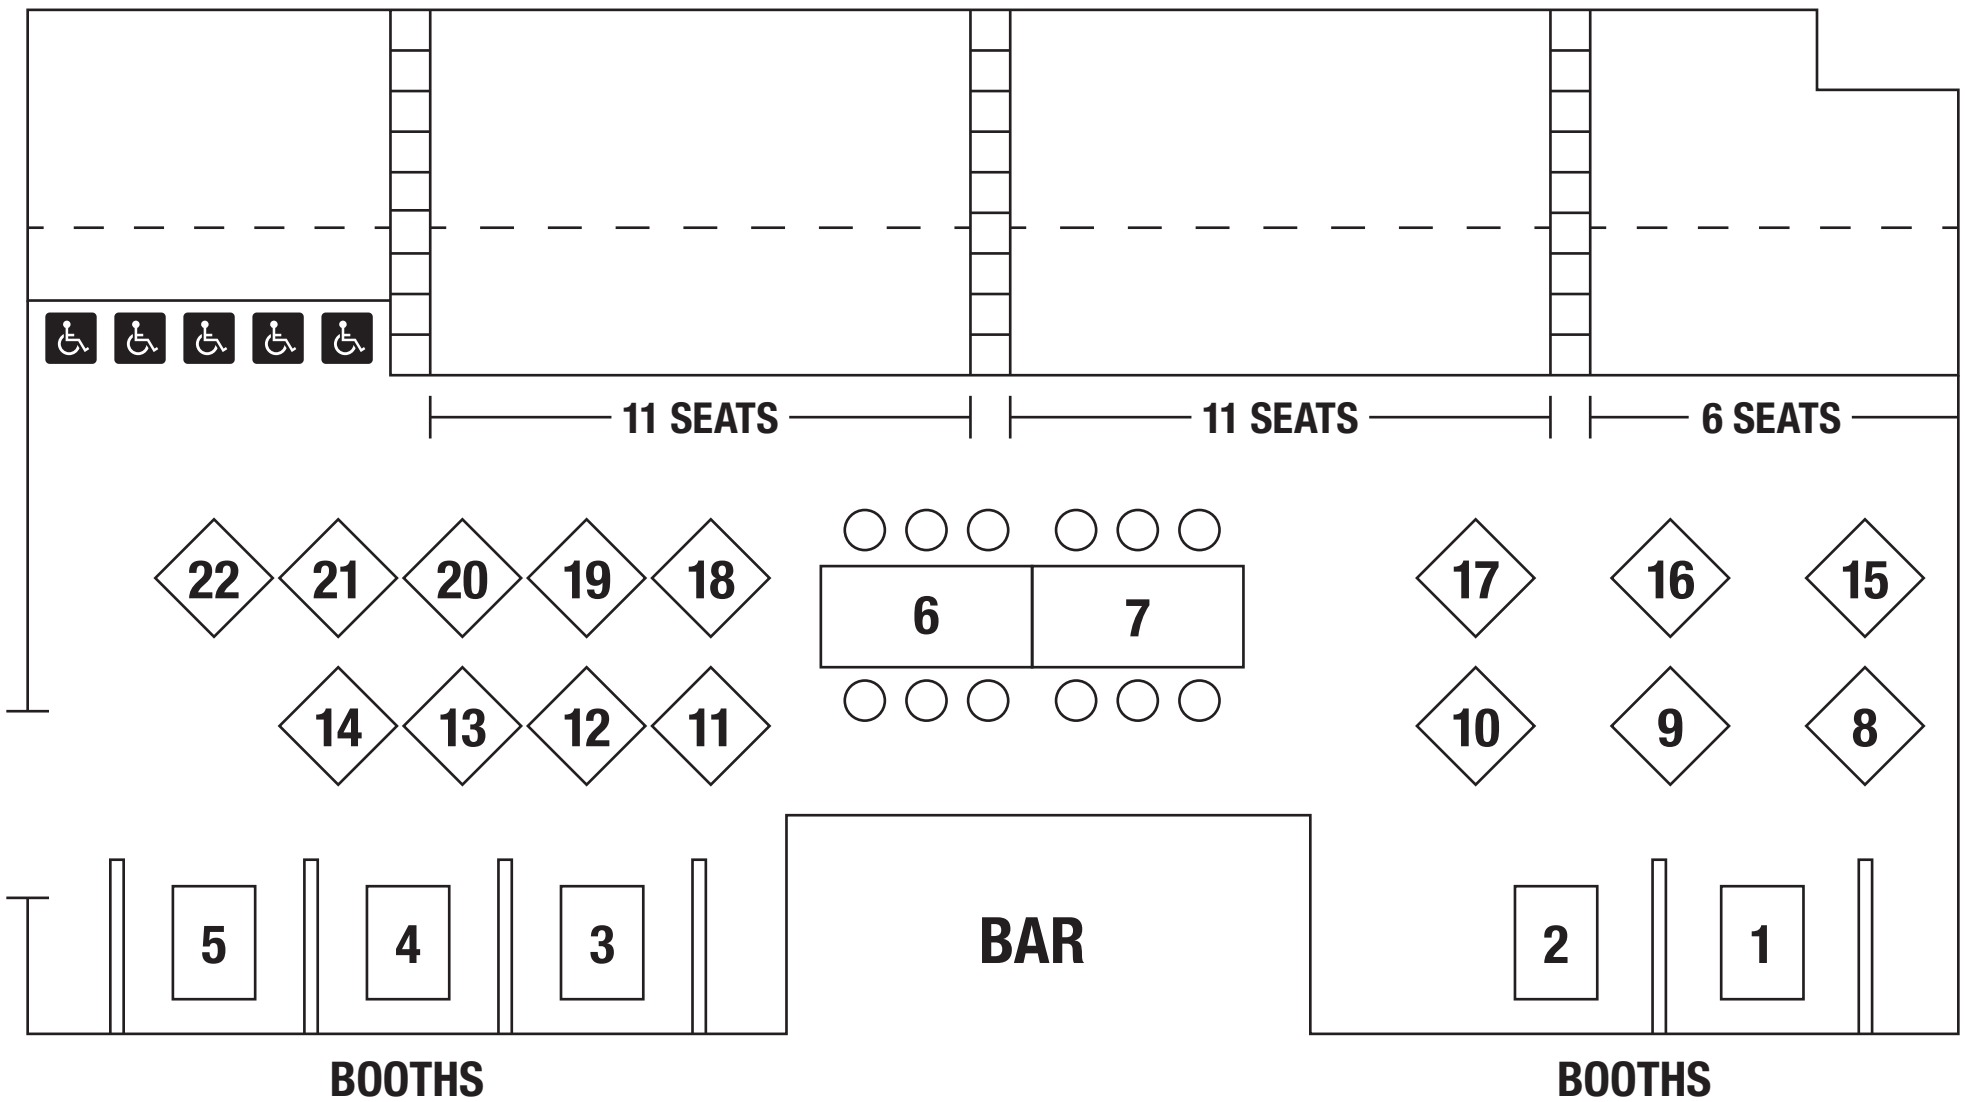 11 SEATS 11 SEATS 6 SEATS
22 21 20 19 18 6 7 17 16 15
14 13 12 11 10 9 8
5 4 3 BAR 2 1
BOOTHS BOOTHS